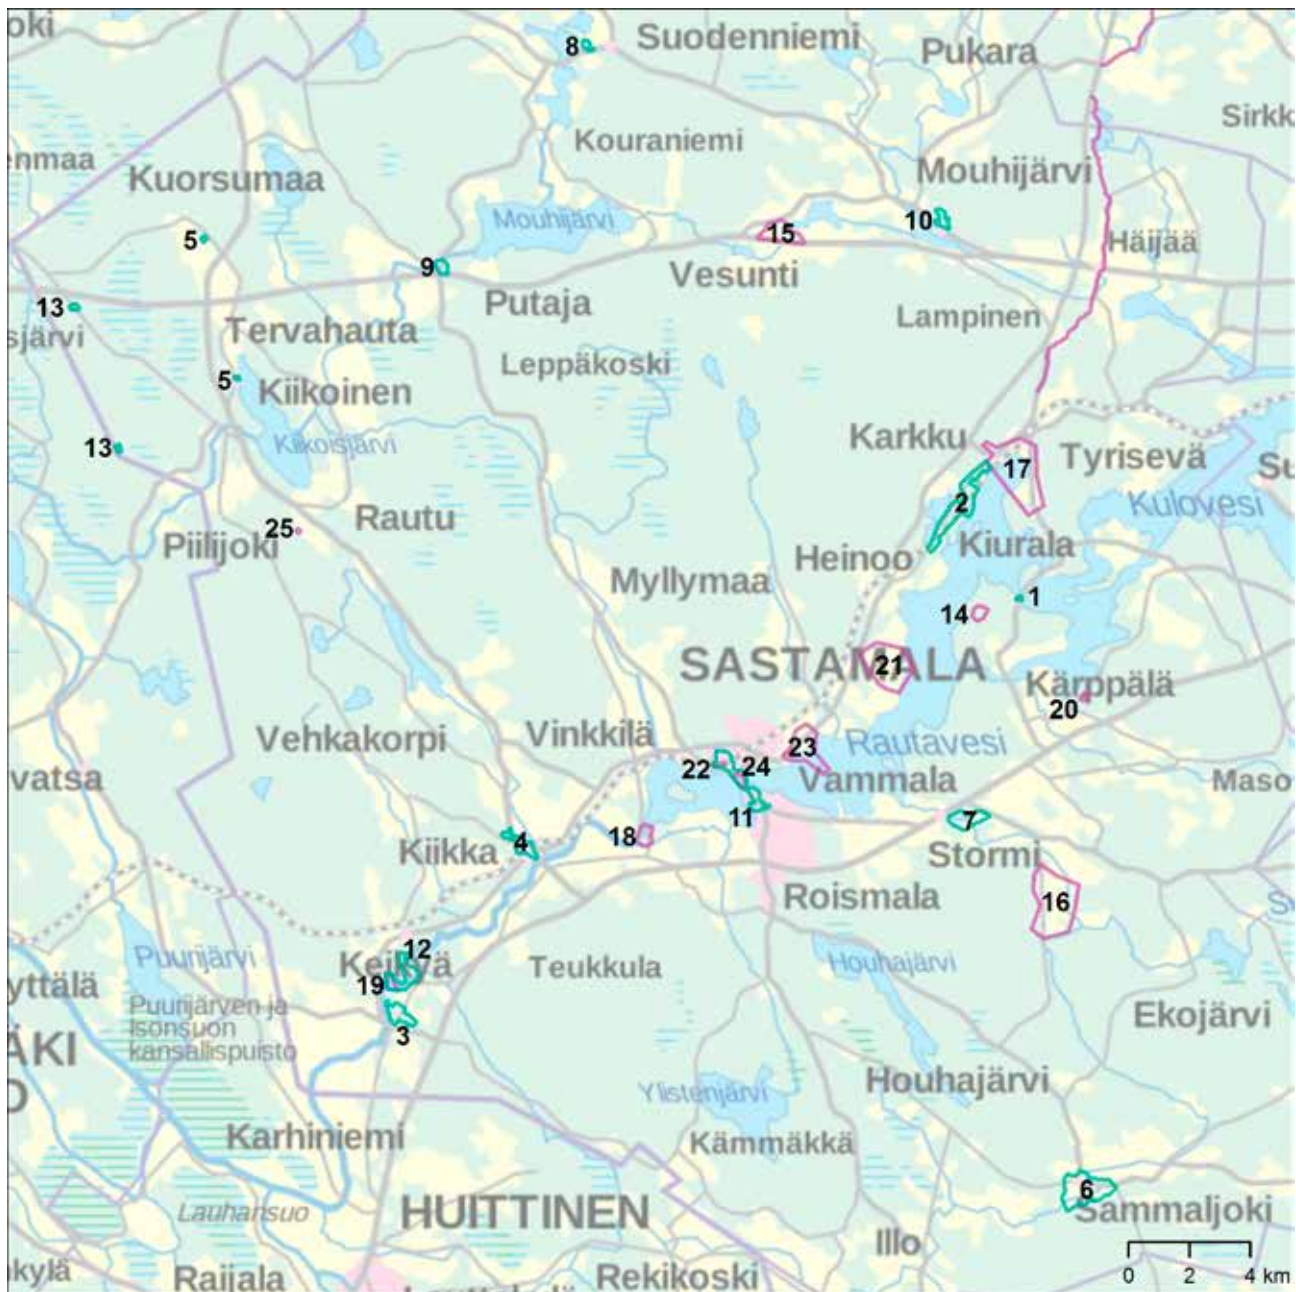 oki
8
Suodenniemi
Pukara
Kouraniemi
Sirkk
enmaa
Kuorsumaa
Mouhijärvi
Mouhijärvi
10
15
5
Häijää
9
Vesunti
Putaja
13
sjärvi
Tervahauta
Lampinen
Leppäkoski
5
Kiikoinen
Kiikoisjärvi
Karkku
13
17
Tyrisevä
Su
2
Kulovesi
25
Rautu
Piilijoki
Heinoo
Kiurala
Myllymaa
1
14
SASTAMALA
21
Kärppälä
20
Vehkakorpi
Vinkkilä
23
Rautavesi
22
24
Vammala
vatsa
Maso
11
7
18
4
Kiikka
Stormi
Roismala
16
12
Keikyä
19
Puurijärvi
Teukkula
Houhajärvi
yttälä
Puurijärven ja
Isonsuon
kansallispuisto
3
Ekojärvi
ÄKI
O
Houhajärvi
Ylistenjärvi
Karhiniemi
Kämmäkkä
6
Sammaljoki
Lauhansuo
HUITTINEN
Illo
ıkylä
Raijala
Rekikoski
0 2 4 km